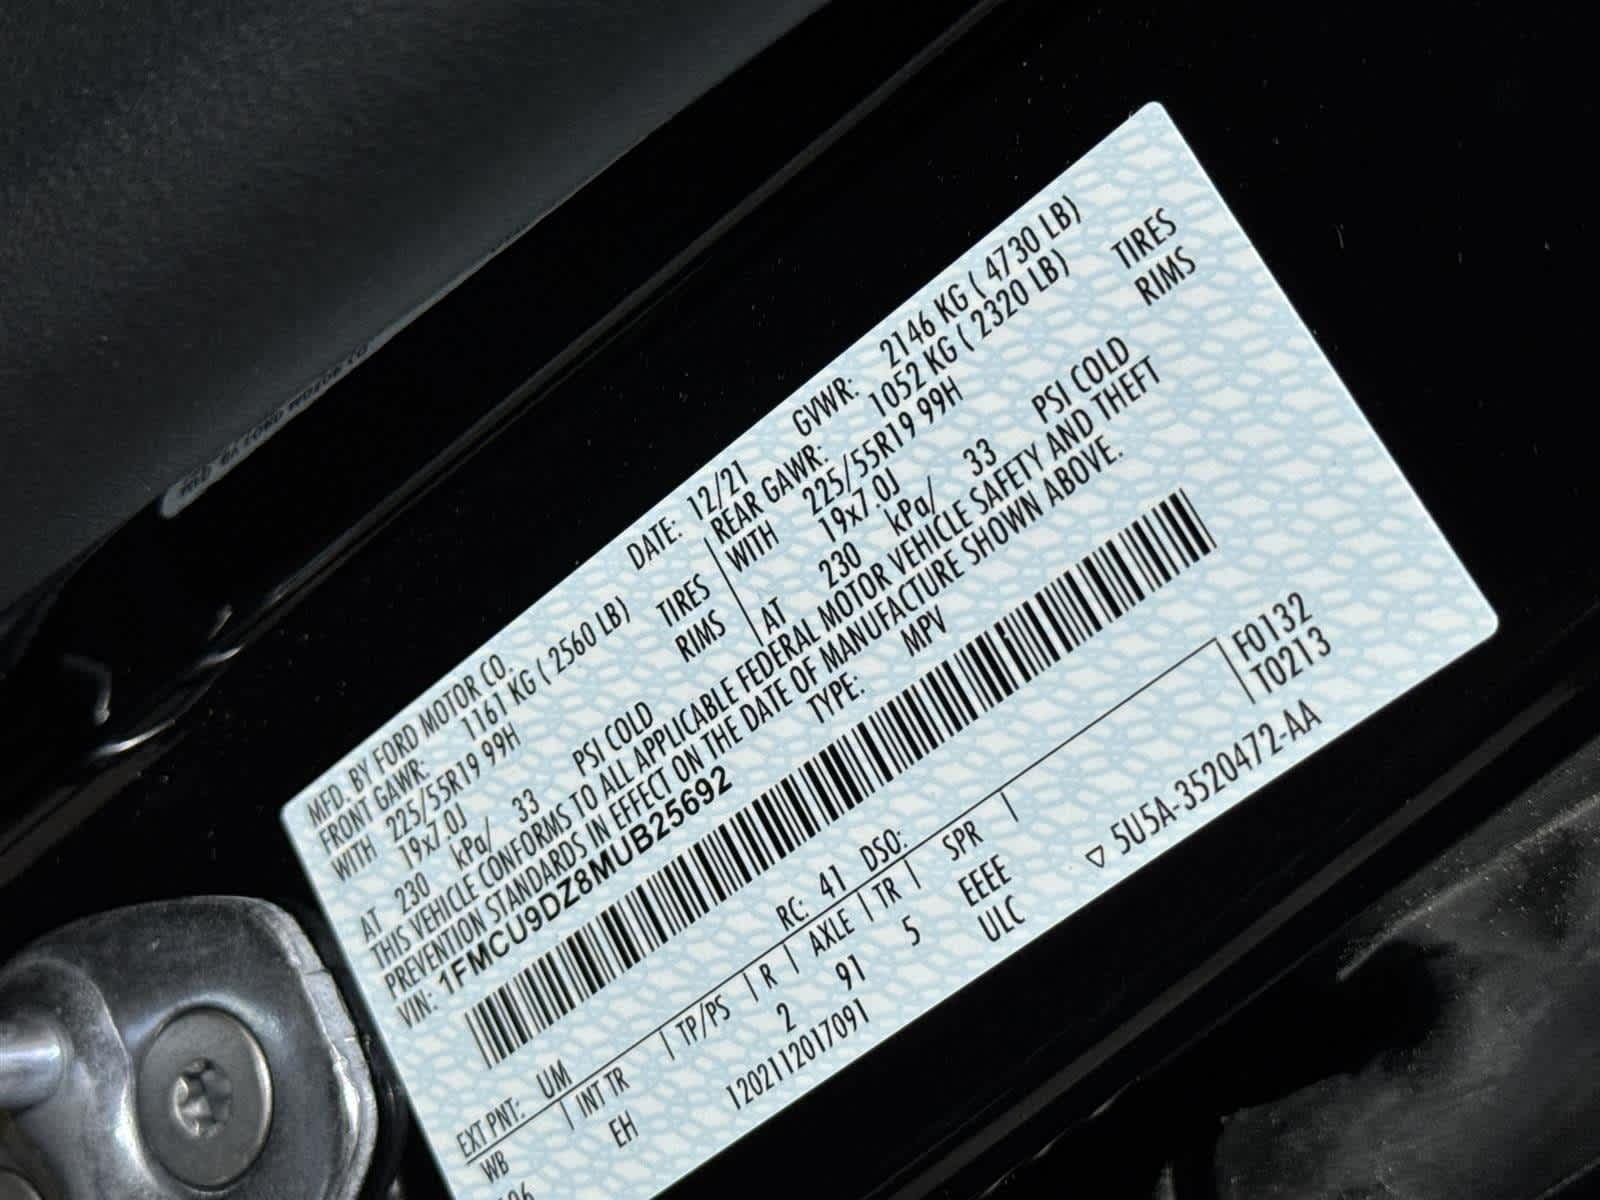 MFD. BY FORD MOTOR CO.
DATE: 12/21 GVWR: 2146 KG ( 4730 LB)
FRONT GAWR: 1161 KG ( 2560 LB) REAR GAWR: 1052 KG ( 2320 LB)
WITH 225/55R19 99H TIRES WITH 225/55R19 99H TIRES
19x7.0J RIMS 19x7.0J RIMS
AT 230 kPa/ 33 PSI COLD AT 230 kPa/ 33 PSI COLD
THIS VEHICLE CONFORMS TO ALL APPLICABLE FEDERAL MOTOR VEHICLE SAFETY AND THEFT
PREVENTION STANDARDS IN EFFECT ON THE DATE OF MANUFACTURE SHOWN ABOVE.
VIN: 1FMCU9DZ8MUB25692 TYPE: MPV
F0132
T0213
EXT PNT: UM RC: 41 DSO:
WB INT TR TP/PS R AXLE TR SPR
EH 2 91 5 EEEE
120211201709​1 ULC
▽ 5U5A-3520472-AA